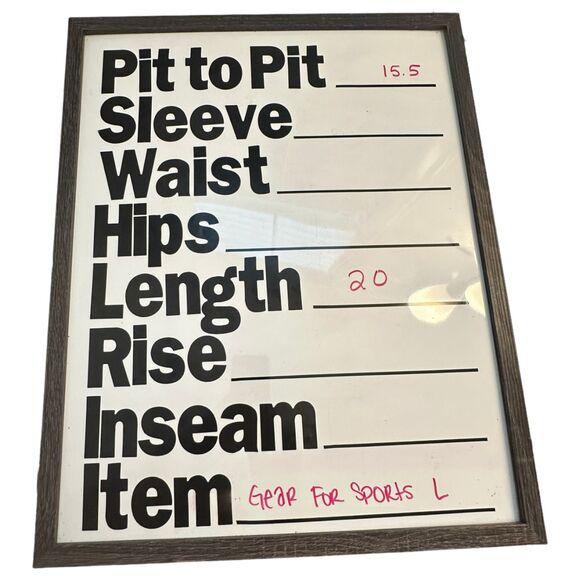 Pit to Pit 15.5
Sleeve
Waist
Hips
Length 20
Rise
Inseam
Item Gear For Sports L